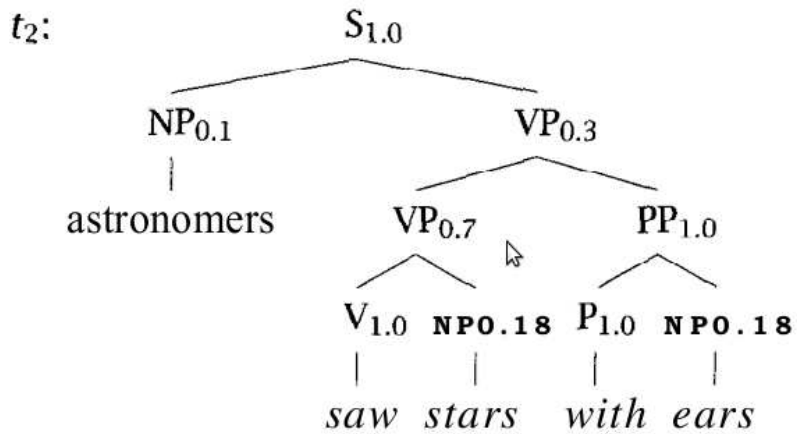 t₂: S₁.₀
NP₀.₁ VP₀.₃
astronomers VP₀.₇ PP₁.₀
V₁.₀ NP0.18 P₁.₀ NP0.18
saw stars with ears